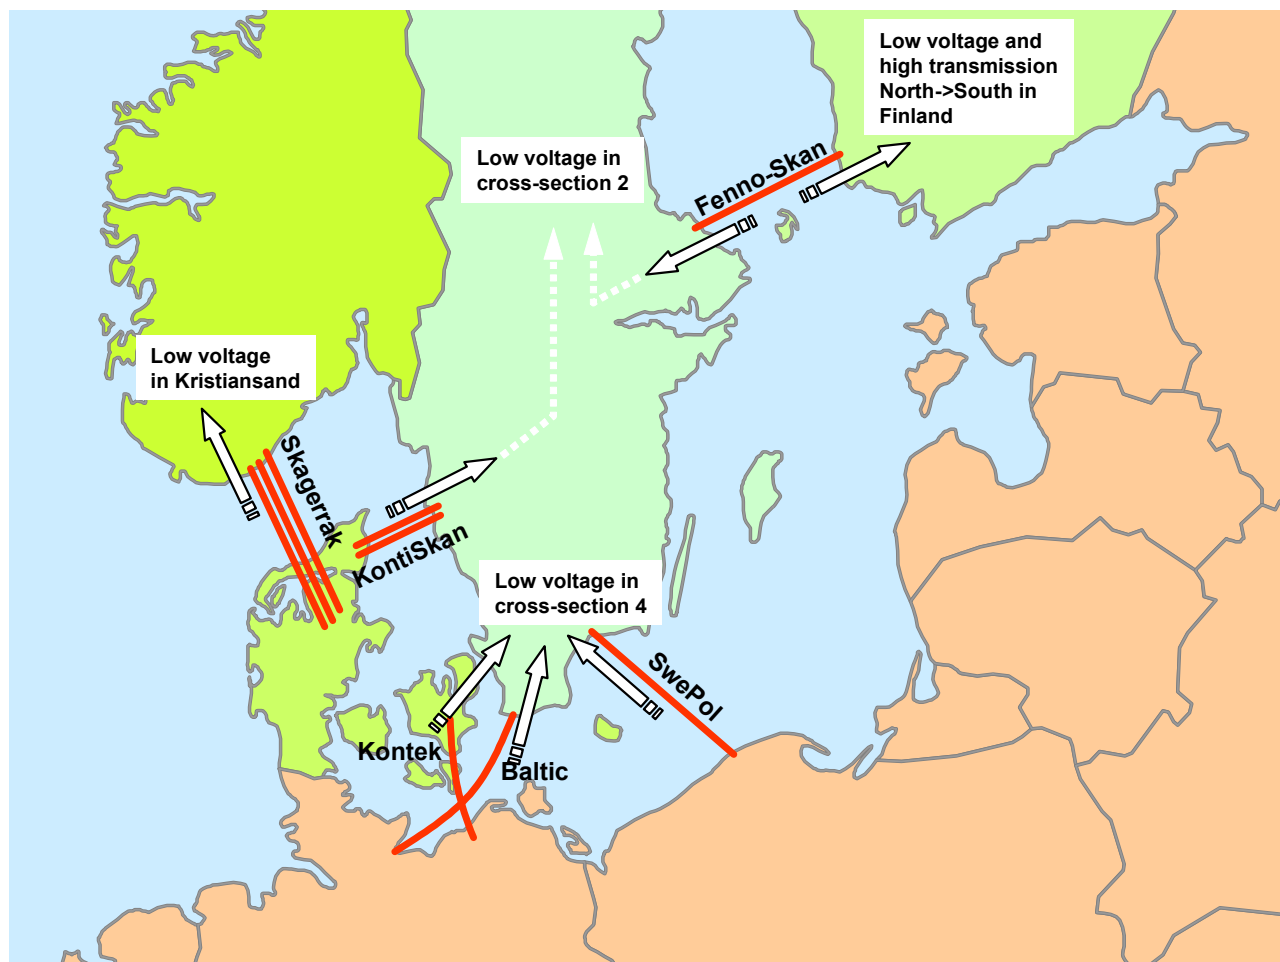 Low voltage and
high transmission
North->South in
Finland
Low voltage in
cross-section 2
Fenno-Skan
Low voltage
in Kristiansand
Skagerrak
KontiSkan
Low voltage in
cross-section 4
SwePol
Kontek
Baltic